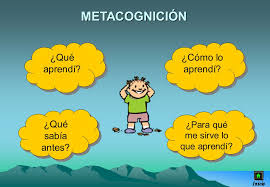 METACOGNICIÓN
¿Qué
aprendí?
¿Cómo lo
aprendí?
¿Qué
sabía
antes?
¿Para qué
me sirve lo
que aprendí?